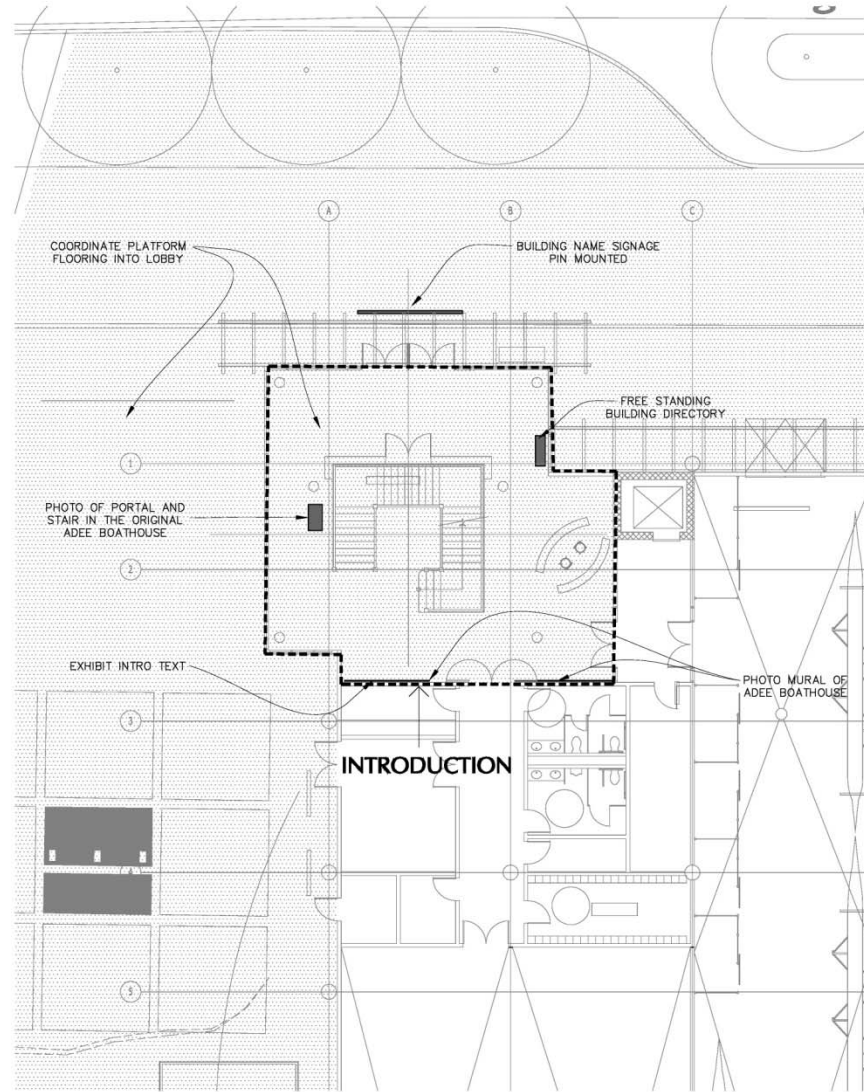 A
B
C
COORDINATE PLATFORM
FLOORING INTO LOBBY
BUILDING NAME SIGNAGE
PIN MOUNTED
FREE STANDING
BUILDING DIRECTORY
1
PHOTO OF PORTAL AND
STAIR IN THE ORIGINAL
ADEE BOATHOUSE
2
EXHIBIT INTRO TEXT
PHOTO MURAL OF
ADEE BOATHOUSE
3
INTRODUCTION
4
5